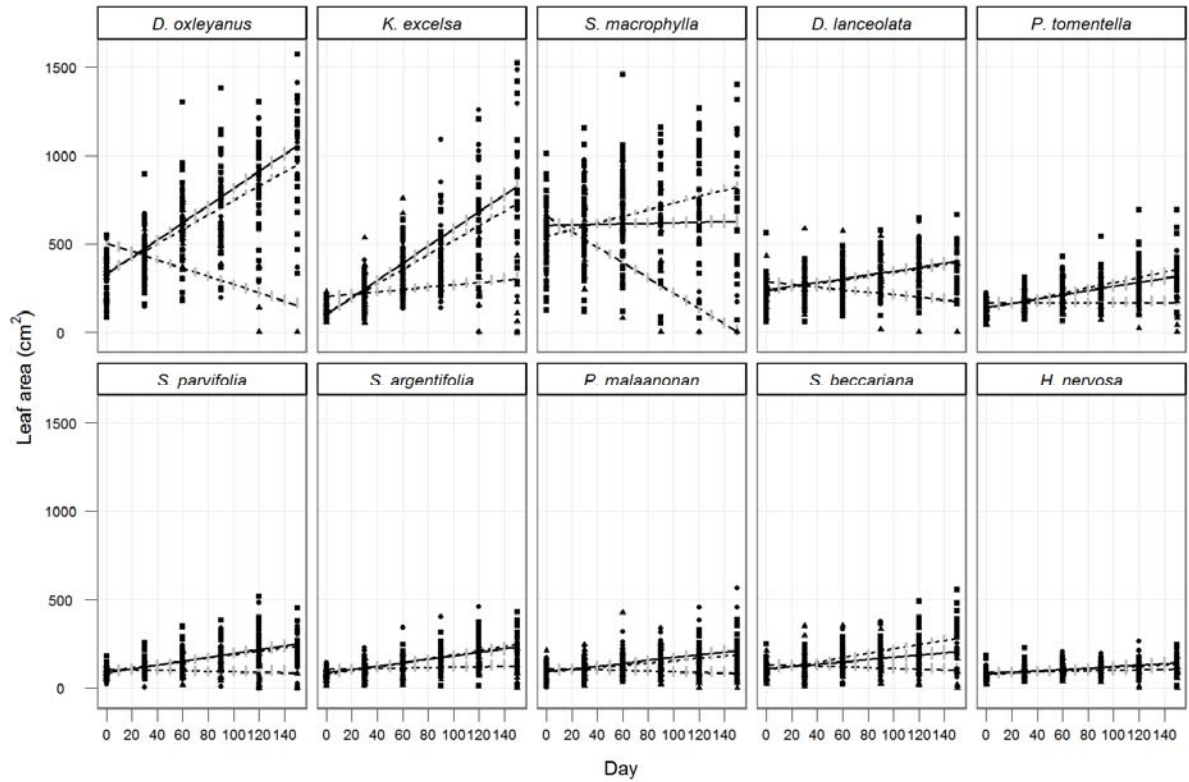 D. oxleyanus K. excelsa S. macrophylla D. lanceolata P. tomentella
1500
1000
500
0
S. parvifolia S. argentifolia P. malaanonan S. beccariana H. nervosa
1500
1000
500
0
Leaf area (cm²)
0 20 40 60 80 100 120 140 0 20 40 60 80 100 120 140 0 20 40 60 80 100 120 140 0 20 40 60 80 100 120 140 0 20 40 60 80 100 120 140
Day